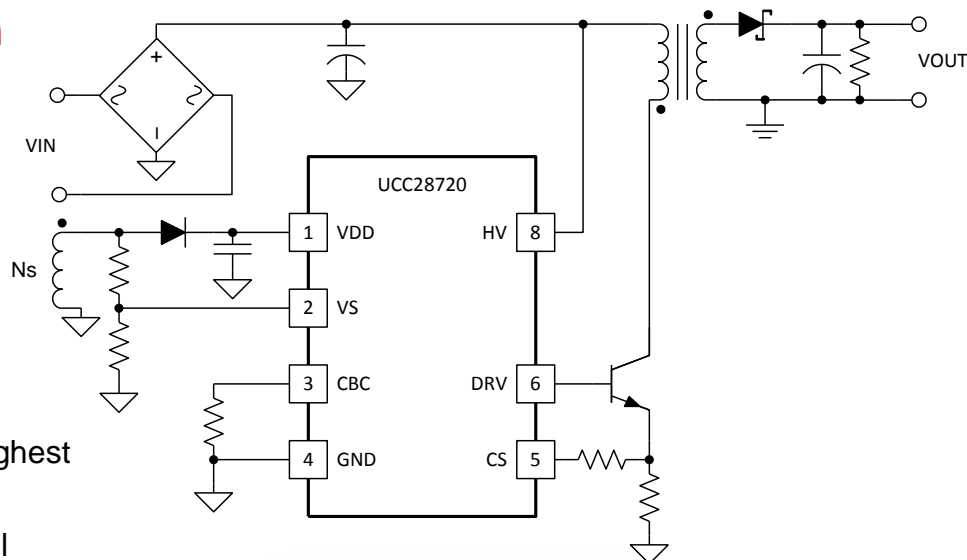 VOUT
VIN
UCC28720
1 VDD
HV 8
Ns
2 VS
3 CBC
DRV 6
4 GND
CS 5
ghest